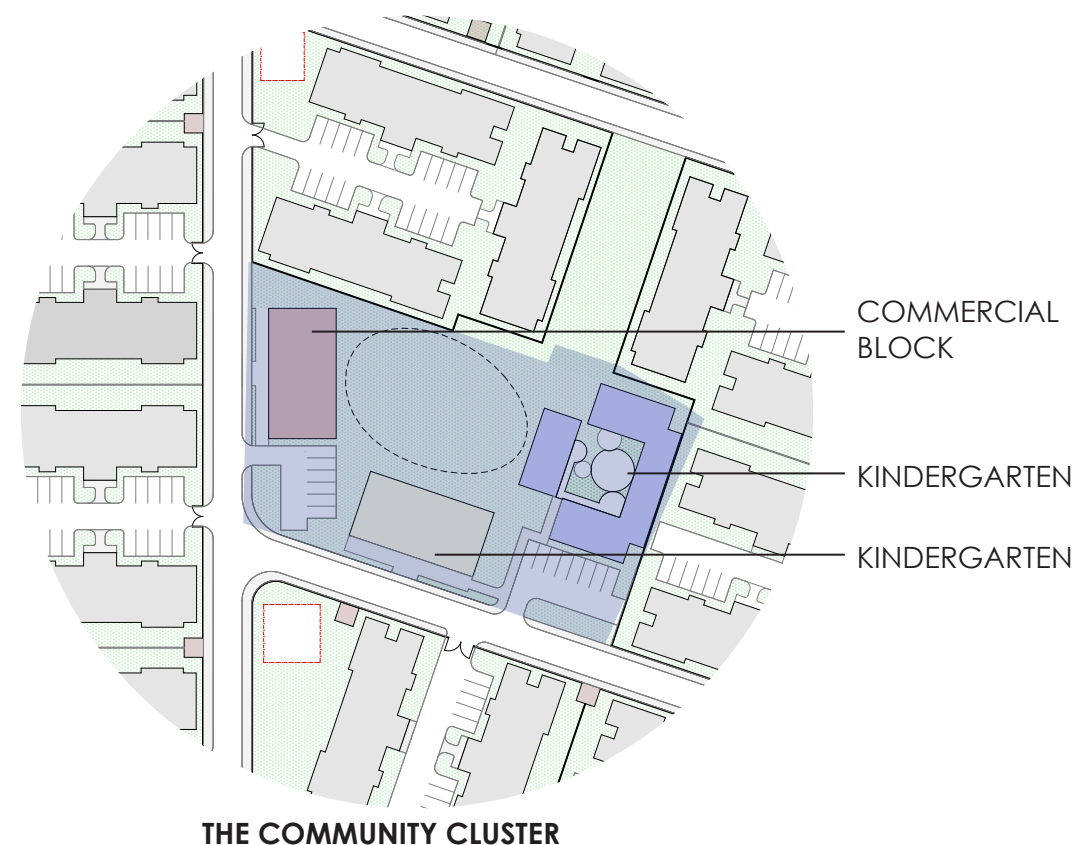 COMMERCIAL
BLOCK
KINDERGARTEN
KINDERGARTEN
THE COMMUNITY CLUSTER